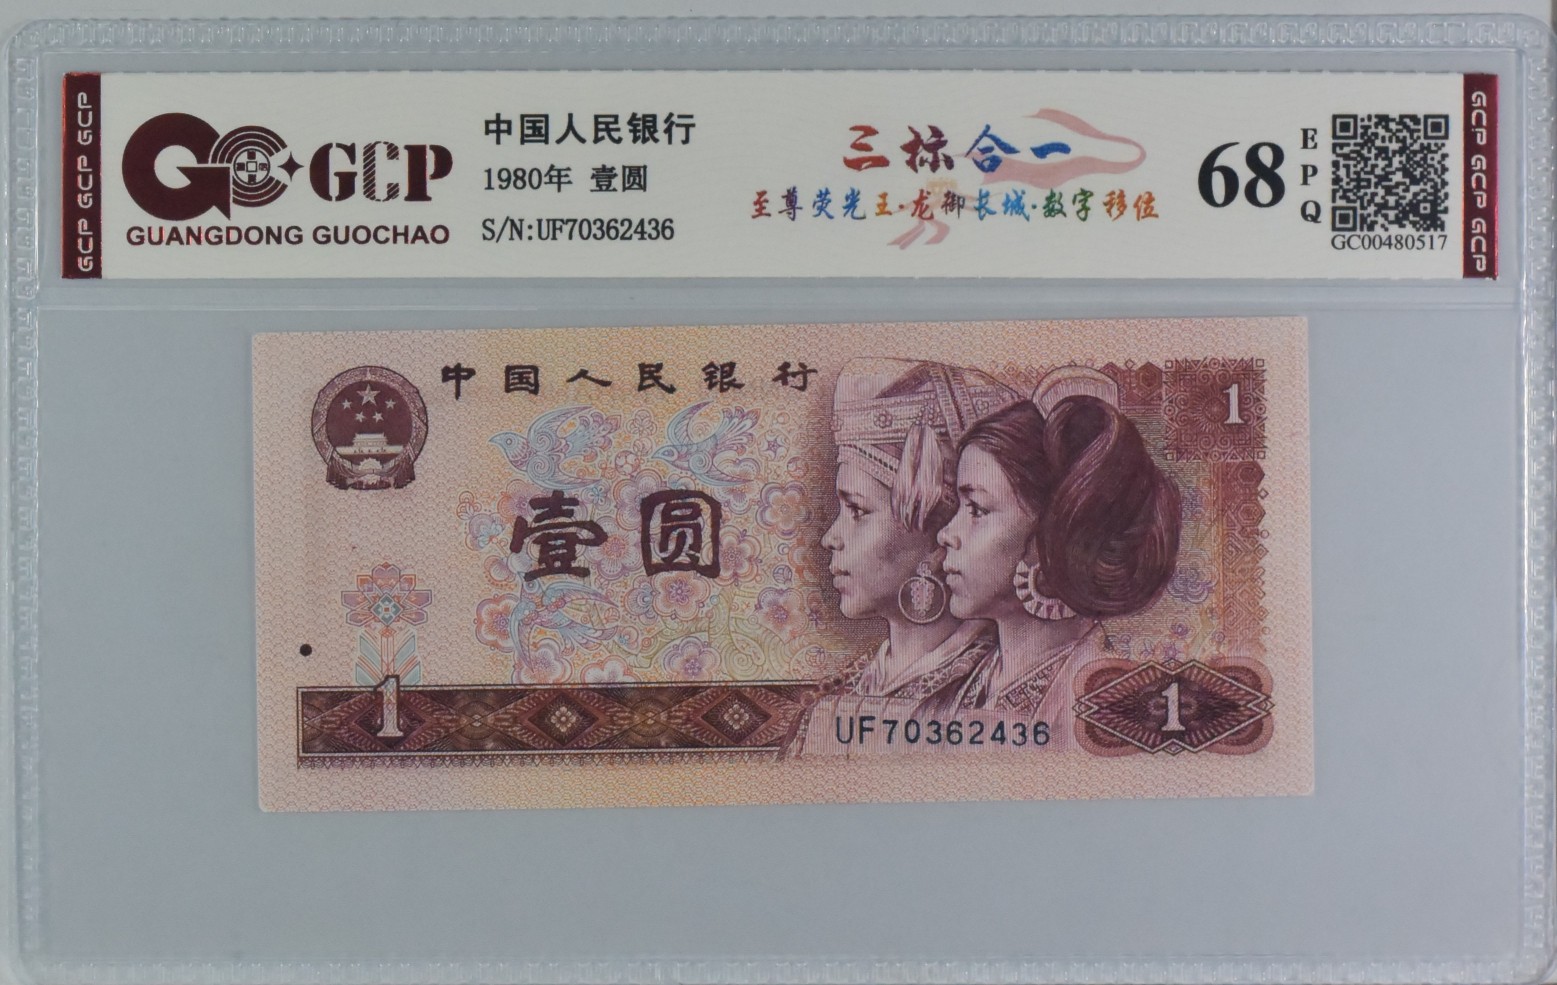 GCP GCP GCP
GCP
GUANGDONG GUOCHAO
中国人民银行
1980年 壹圆
S/N:UF70362436
三标合一
至尊荧光王·龙御长城·数字移位
68
EPQ
GC00480517
GCP GCP GCP
中国人民银行
1
壹圆
1
UF70362436
1